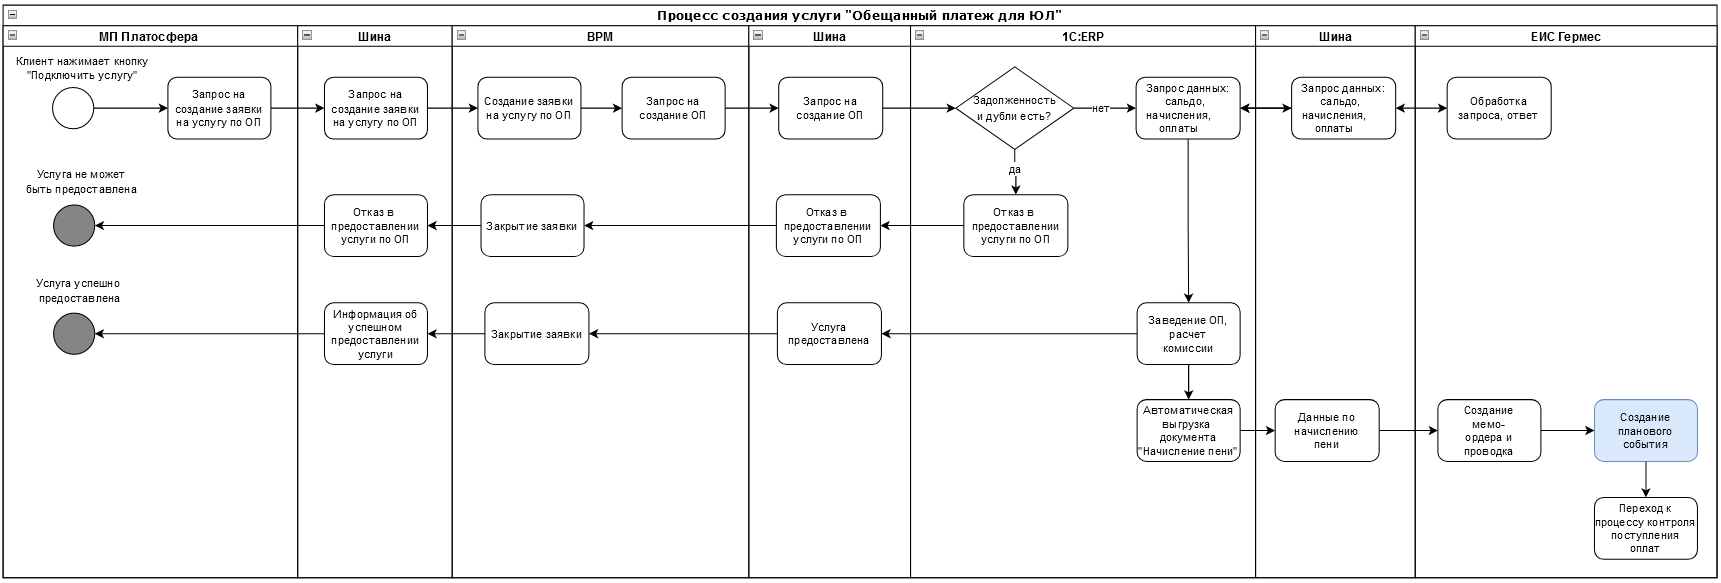 Процесс создания услуги "Обещанный платеж для ЮЛ"
МП Платосфера
Шина
BPM
Шина
1С:ERP
Шина
ЕИС Гермес
Клиент нажимает кнопку
"Подключить услугу"
Запрос на
создание заявки
на услугу по ОП
Запрос на
создание заявки
на услугу по ОП
Создание заявки
на услугу по ОП
Запрос на
создание ОП
Запрос на
создание ОП
Задолженность
и дубли есть?
нет
Запрос данных:
сальдо,
начисления,
оплаты
Запрос данных:
сальдо,
начисления,
оплаты
Обработка
запроса, ответ
да
Услуга не может
быть предоставлена
Отказ в
предоставлении
услуги по ОП
Закрытие заявки
Отказ в
предоставлении
услуги по ОП
Отказ в
предоставлении
услуги по ОП
Услуга успешно
предоставлена
Информация об
успешном
предоставлении
услуги
Закрытие заявки
Услуга
предоставлена
Заведение ОП,
расчет
комиссии
Автоматическая
выгрузка
документа
"Начисление пени"
Данные по
начислению
пени
Создание
мемо-
ордера и
проводка
Создание
планового
события
Переход к
процессу контроля
поступления
оплат